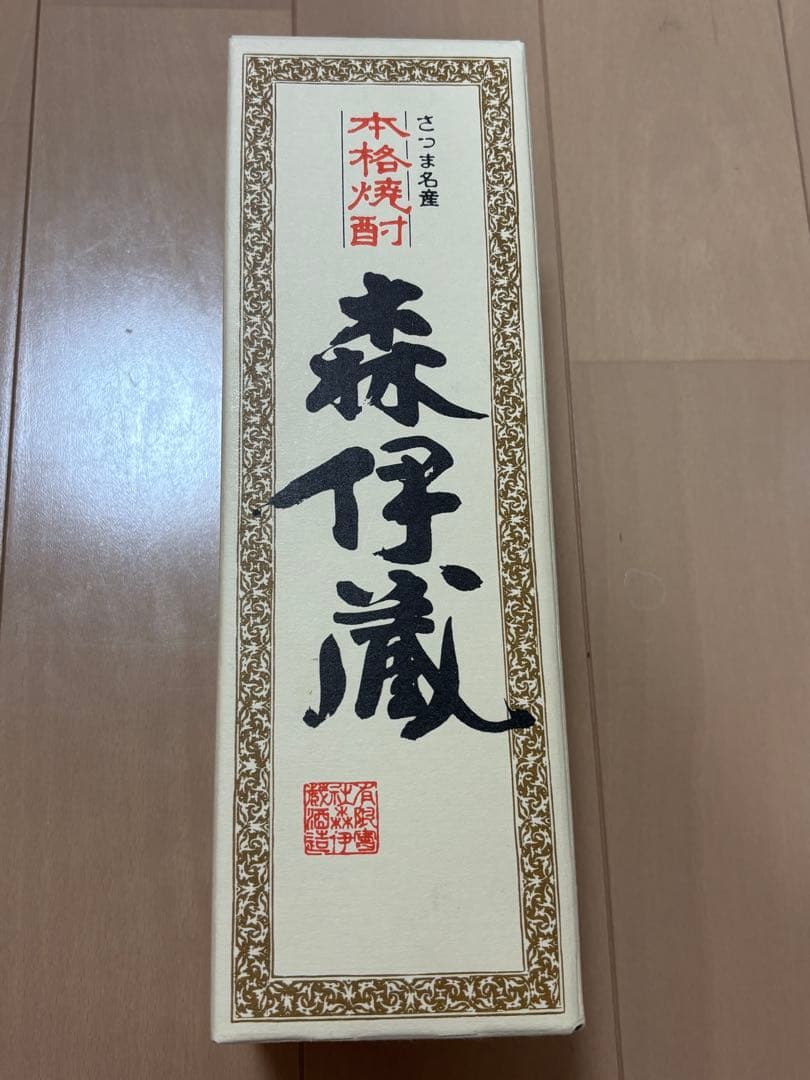 さつま名産
本格焼酎
森伊蔵
有限會
社森伊
蔵酒造